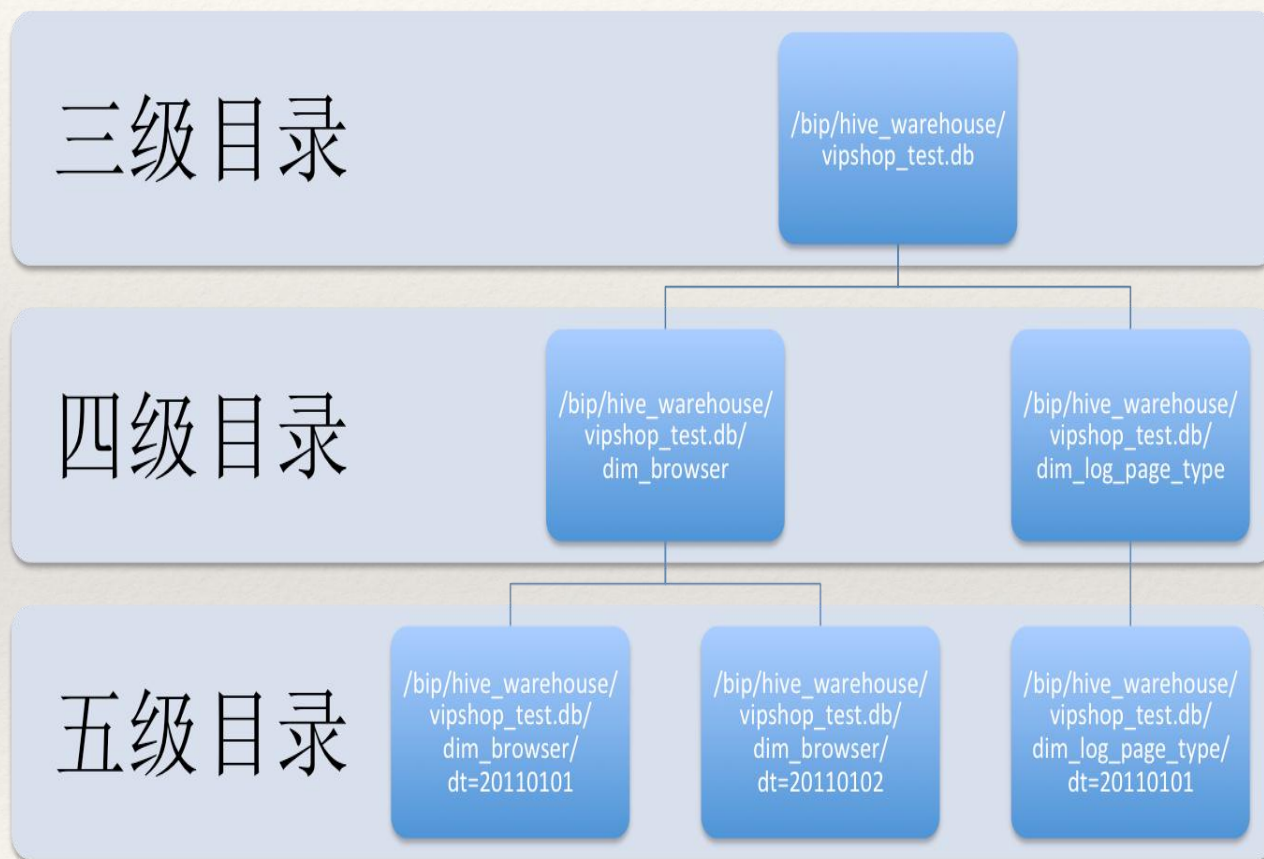 三级目录
/bip/hive_warehouse/
vipshop_test.db
四级目录
/bip/hive_warehouse/
vipshop_test.db/
dim_browser
/bip/hive_warehouse/
vipshop_test.db/
dim_log_page_type
五级目录
/bip/hive_warehouse/
vipshop_test.db/
dim_browser/
dt=20110101
/bip/hive_warehouse/
vipshop_test.db/
dim_browser/
dt=20110102
/bip/hive_warehouse/
vipshop_test.db/
dim_log_page_type/
dt=20110101